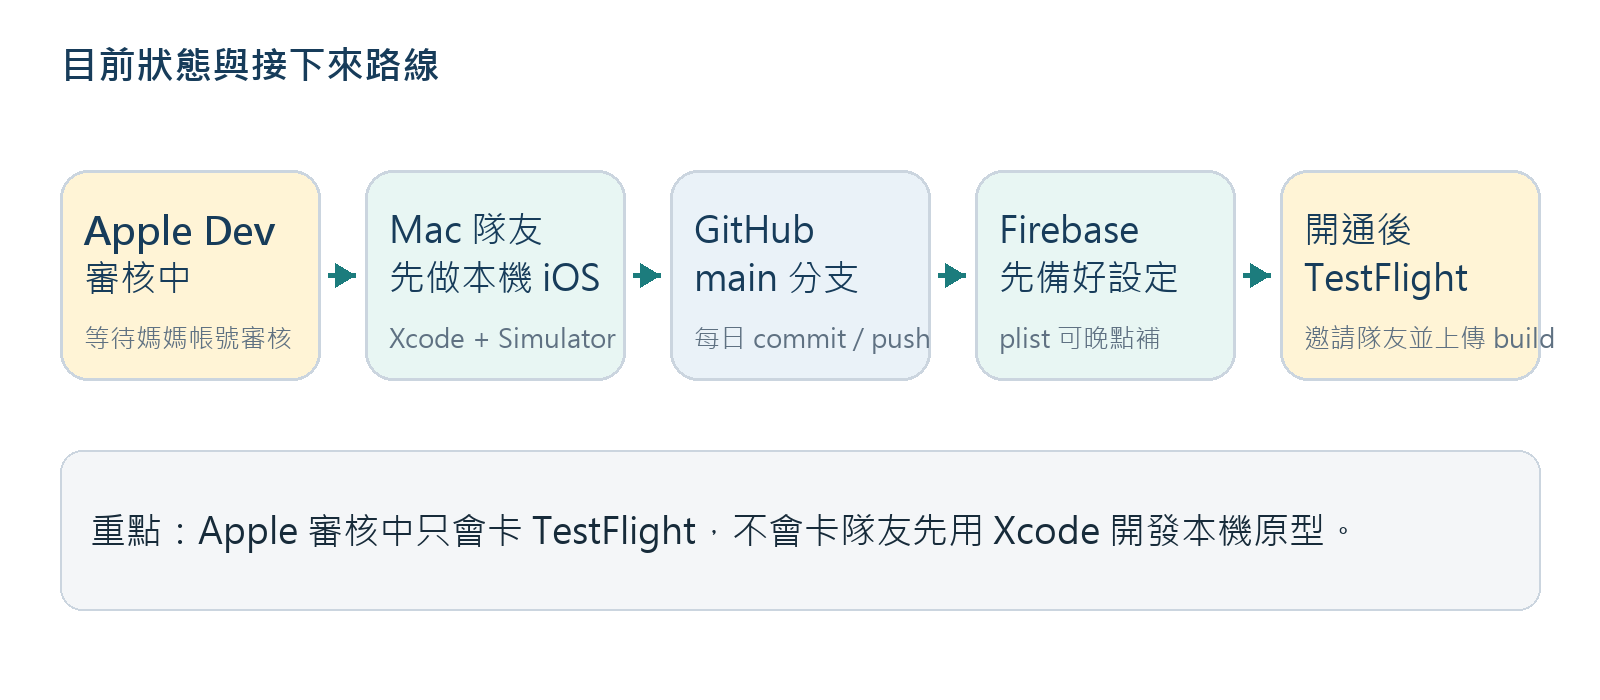 目前狀態與接下來路線
Apple Dev
審核中
等待媽媽帳號審核
Mac 隊友
先做本機 iOS
Xcode + Simulator
GitHub
main 分支
每日 commit / push
Firebase
先備好設定
plist 可晚點補
開通後
TestFlight
邀請隊友並上傳 build
重點：Apple 審核中只會卡 TestFlight，不會卡隊友先用 Xcode 開發本機原型。